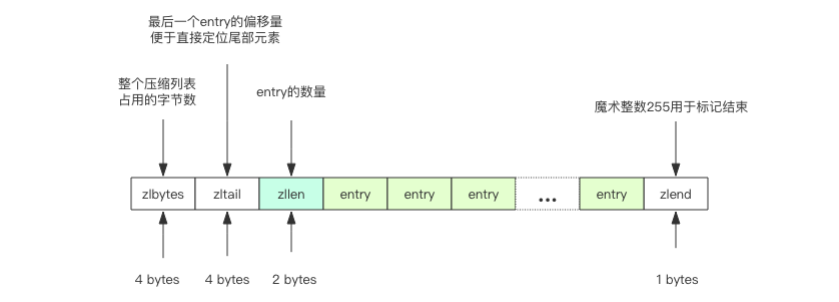 最后一个entry的偏移量
便于直接定位尾部元素
整个压缩列表
占用的字节数
entry的数量
魔术整数255用于标记结束
zlbytes zltail zllen entry entry entry ... entry zlend
4 bytes 4 bytes 2 bytes 1 bytes